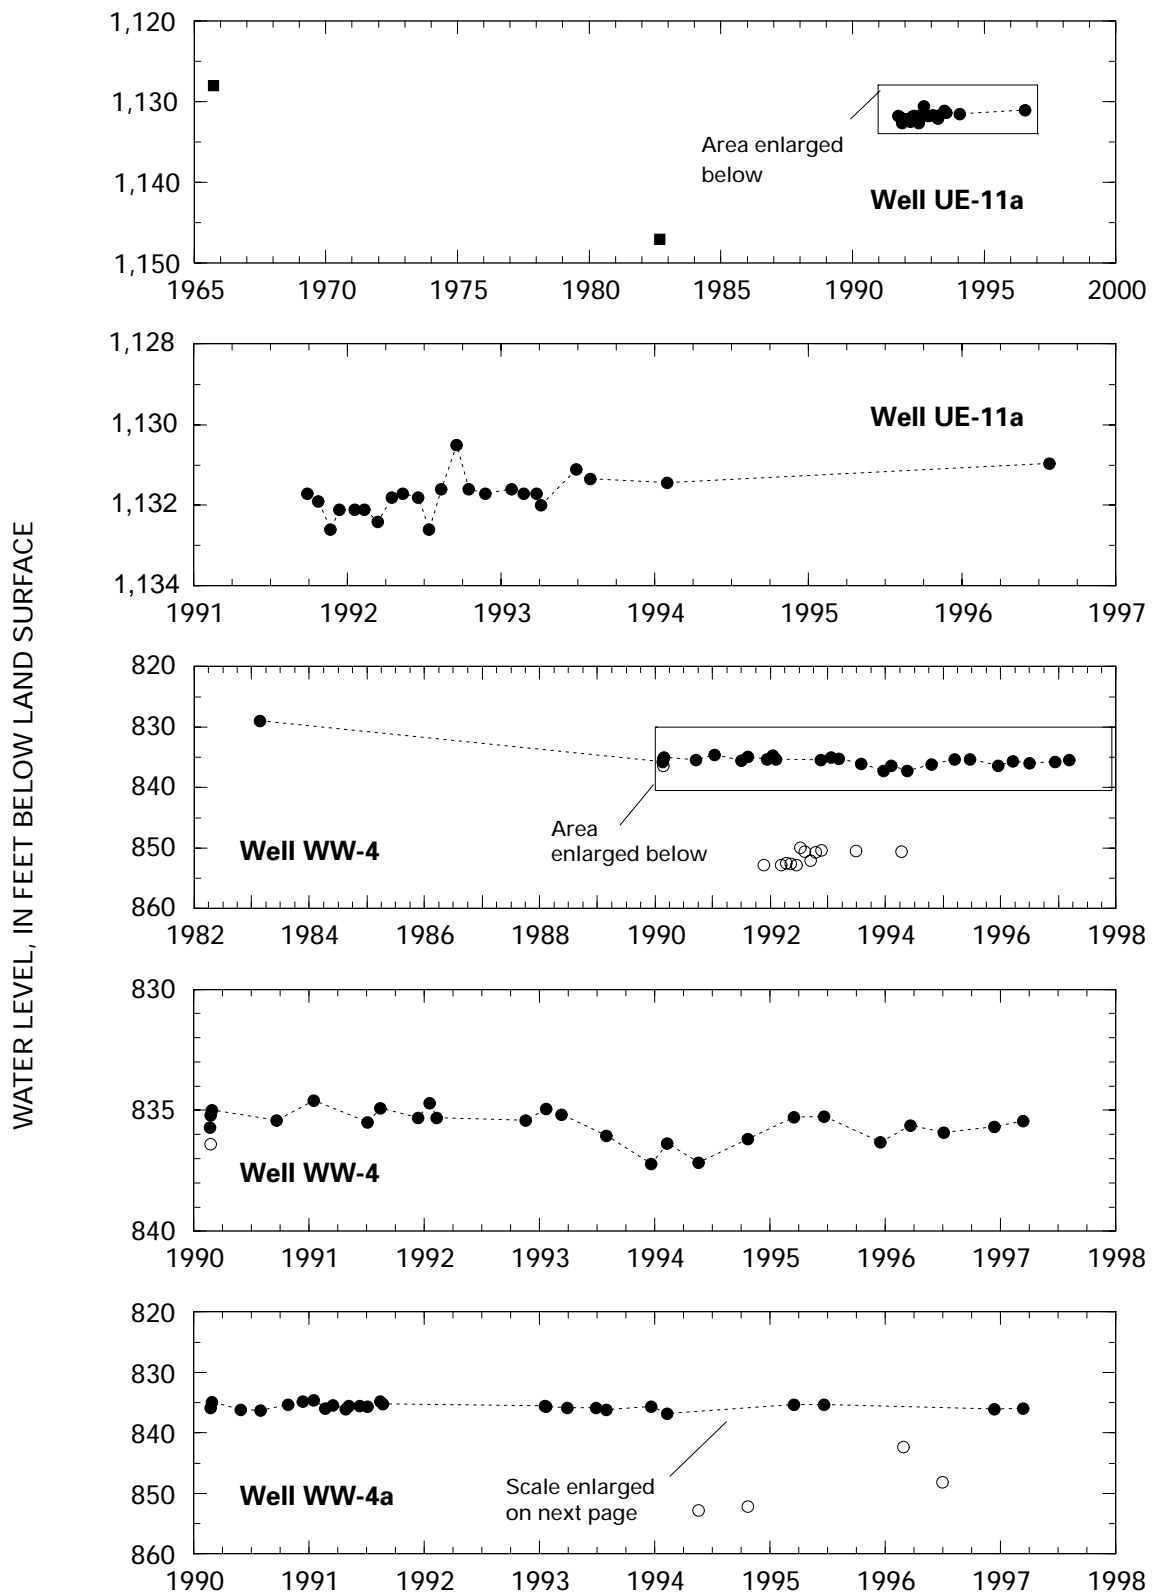 WATER LEVEL, IN FEET BELOW LAND SURFACE
1,120
1,130
1,140
1,150
Area enlarged
below
Well UE-11a
1965 1970 1975 1980 1985 1990 1995 2000
1,128
1,130
1,132
1,134
Well UE-11a
1991 1992 1993 1994 1995 1996 1997
820
830
840
850
860
Area
enlarged below
Well WW-4
1982 1984 1986 1988 1990 1992 1994 1996 1998
830
835
840
Well WW-4
1990 1991 1992 1993 1994 1995 1996 1997 1998
820
830
840
850
860
Scale enlarged
on next page
Well WW-4a
1990 1991 1992 1993 1994 1995 1996 1997 1998